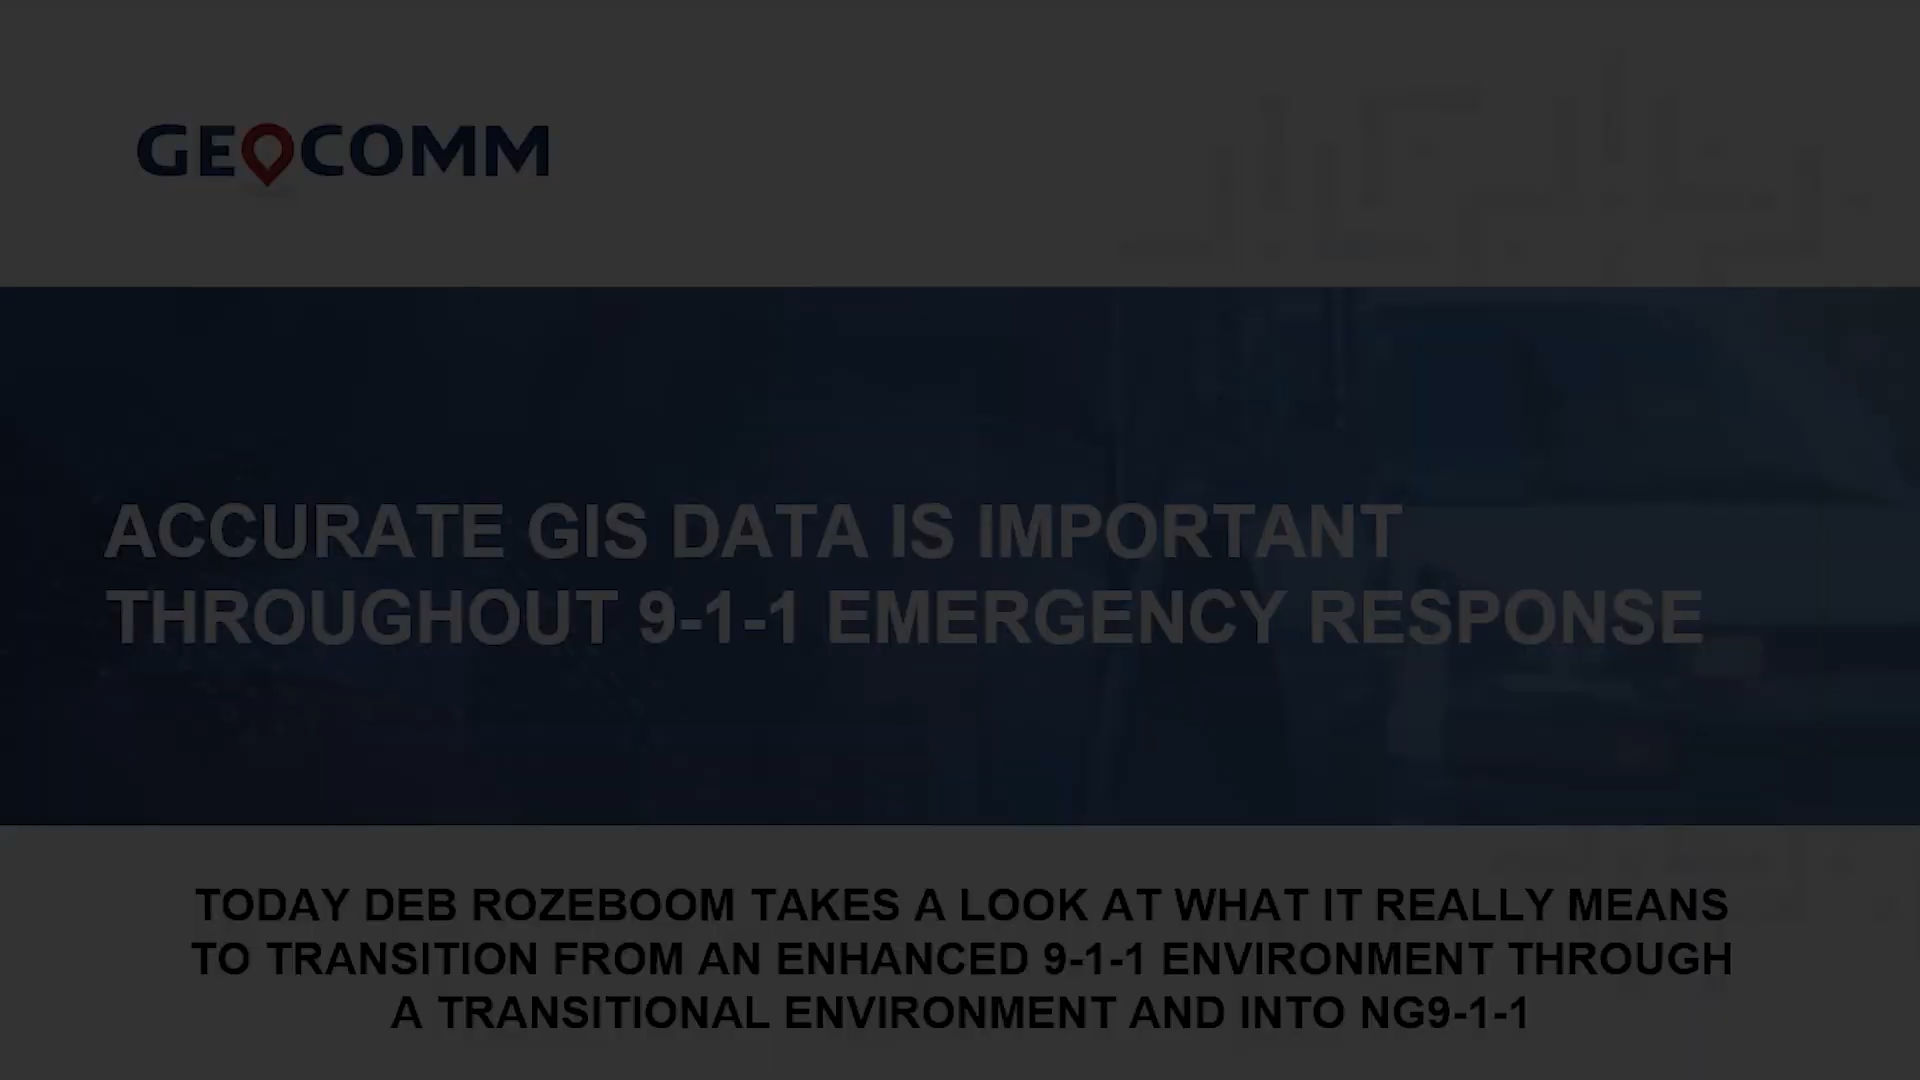 GEOCOMM
ACCURATE GIS DATA IS IMPORTANT
THROUGHOUT 9-1-1 EMERGENCY RESPONSE
TODAY DEB ROZEBOOM TAKES A LOOK AT WHAT IT REALLY MEANS
TO TRANSITION FROM AN ENHANCED 9-1-1 ENVIRONMENT THROUGH
A TRANSITIONAL ENVIRONMENT AND INTO NG9-1-1